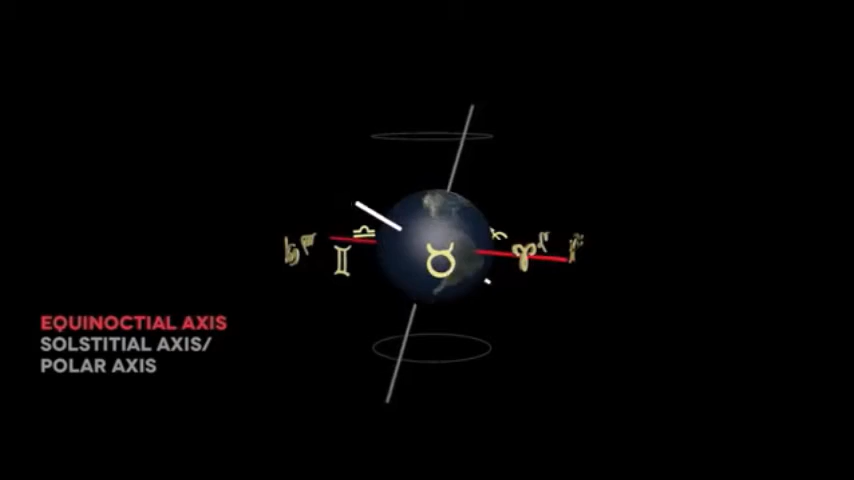 ♎
♊ ♉ ♈
EQUINOCTIAL AXIS
SOLSTITIAL AXIS/
POLAR AXIS